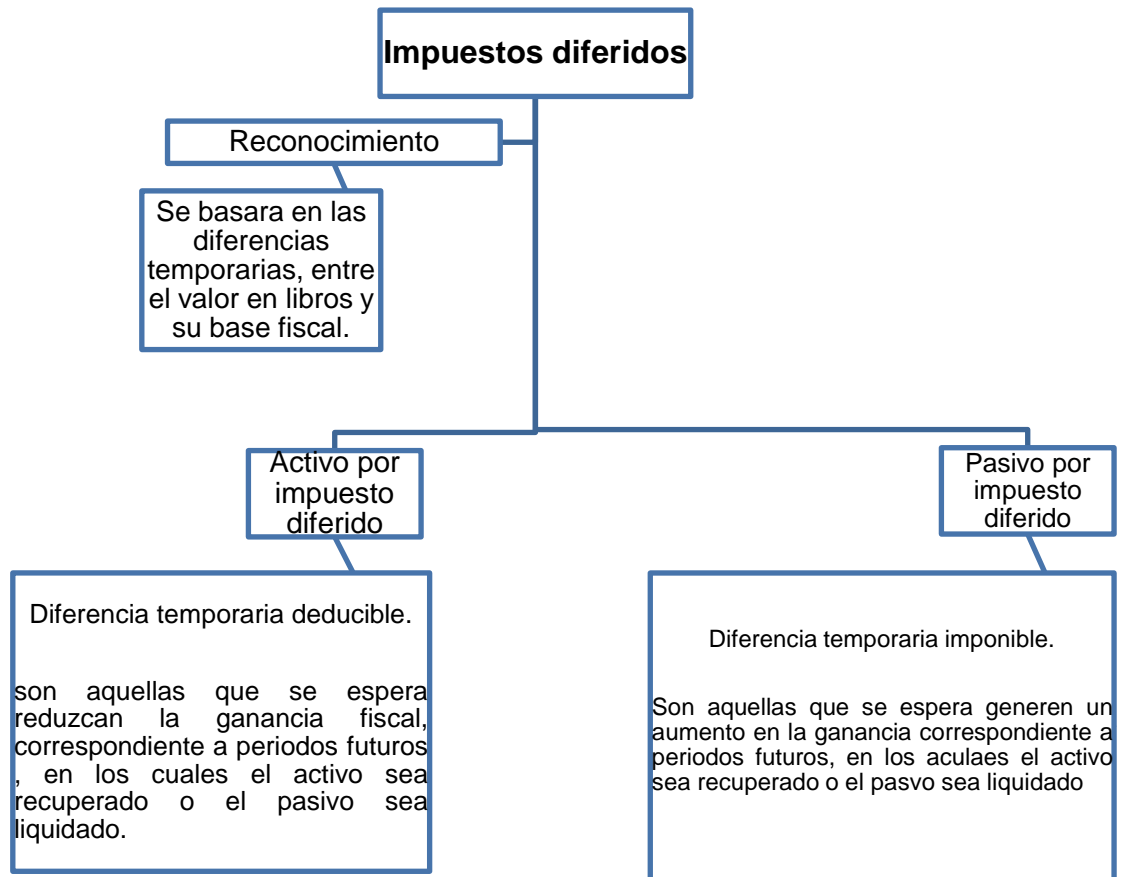 Impuestos diferidos
Reconocimiento
Se basara en las
diferencias
temporarias, entre
el valor en libros y
su base fiscal.
Activo por
impuesto
diferido
Diferencia temporaria deducible.
son aquellas que se espera
reduzcan la ganancia fiscal,
correspondiente a periodos futuros
, en los cuales el activo sea
recuperado o el pasivo sea
liquidado.
Pasivo por
impuesto
diferido
Diferencia temporaria imponible.
Son aquellas que se espera generen un
aumento en la ganancia correspondiente a
periodos futuros, en los aculaes el activo
sea recuperado o el pasvo sea liquidado